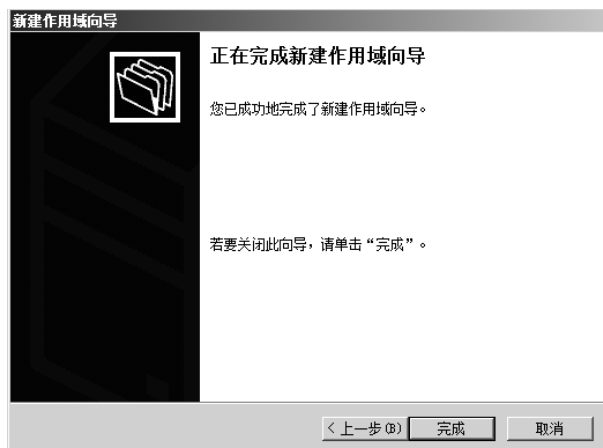 新建作用域向导
正在完成新建作用域向导
您已成功地完成了新建作用域向导。
若要关闭此向导，请单击“完成”。
< 上一步(B)
完成
取消